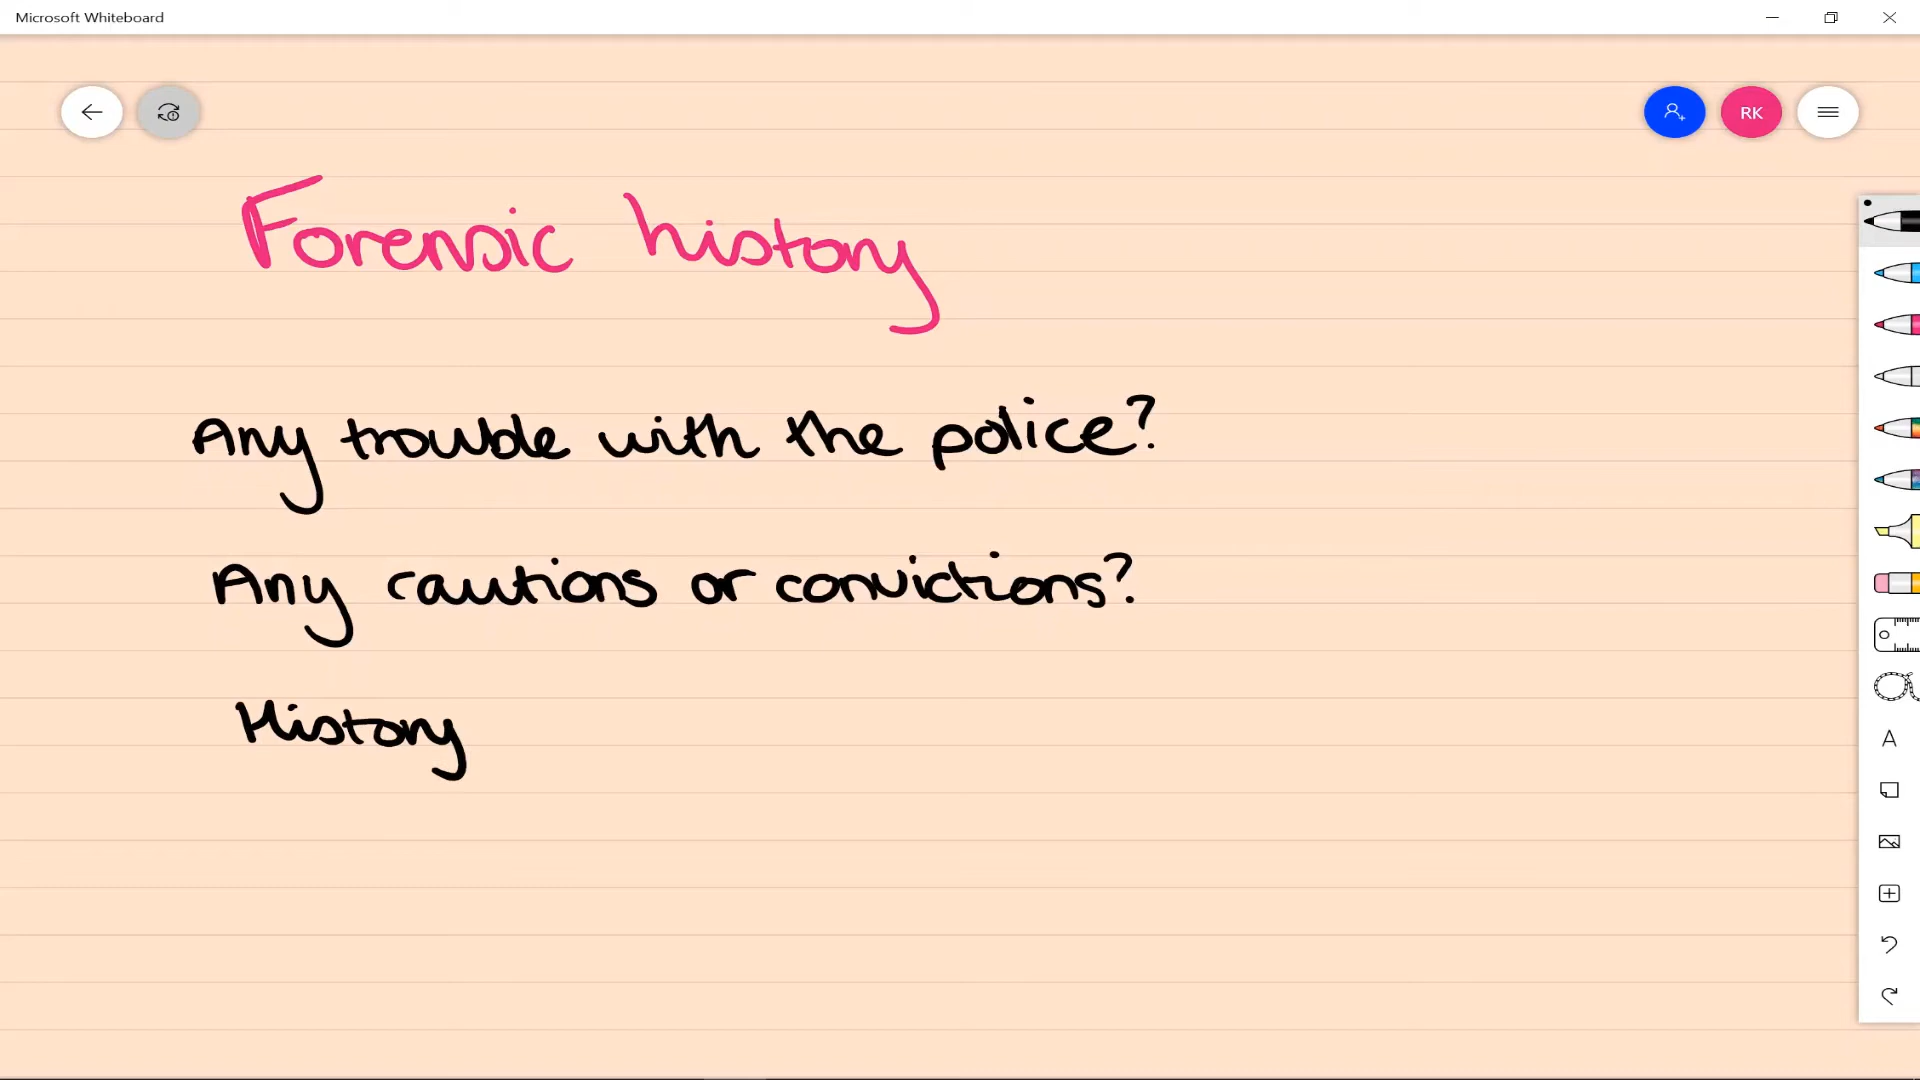 Microsoft Whiteboard
RK
Forensic history
Any trouble with the police?
Any cautions or convictions?
History
A